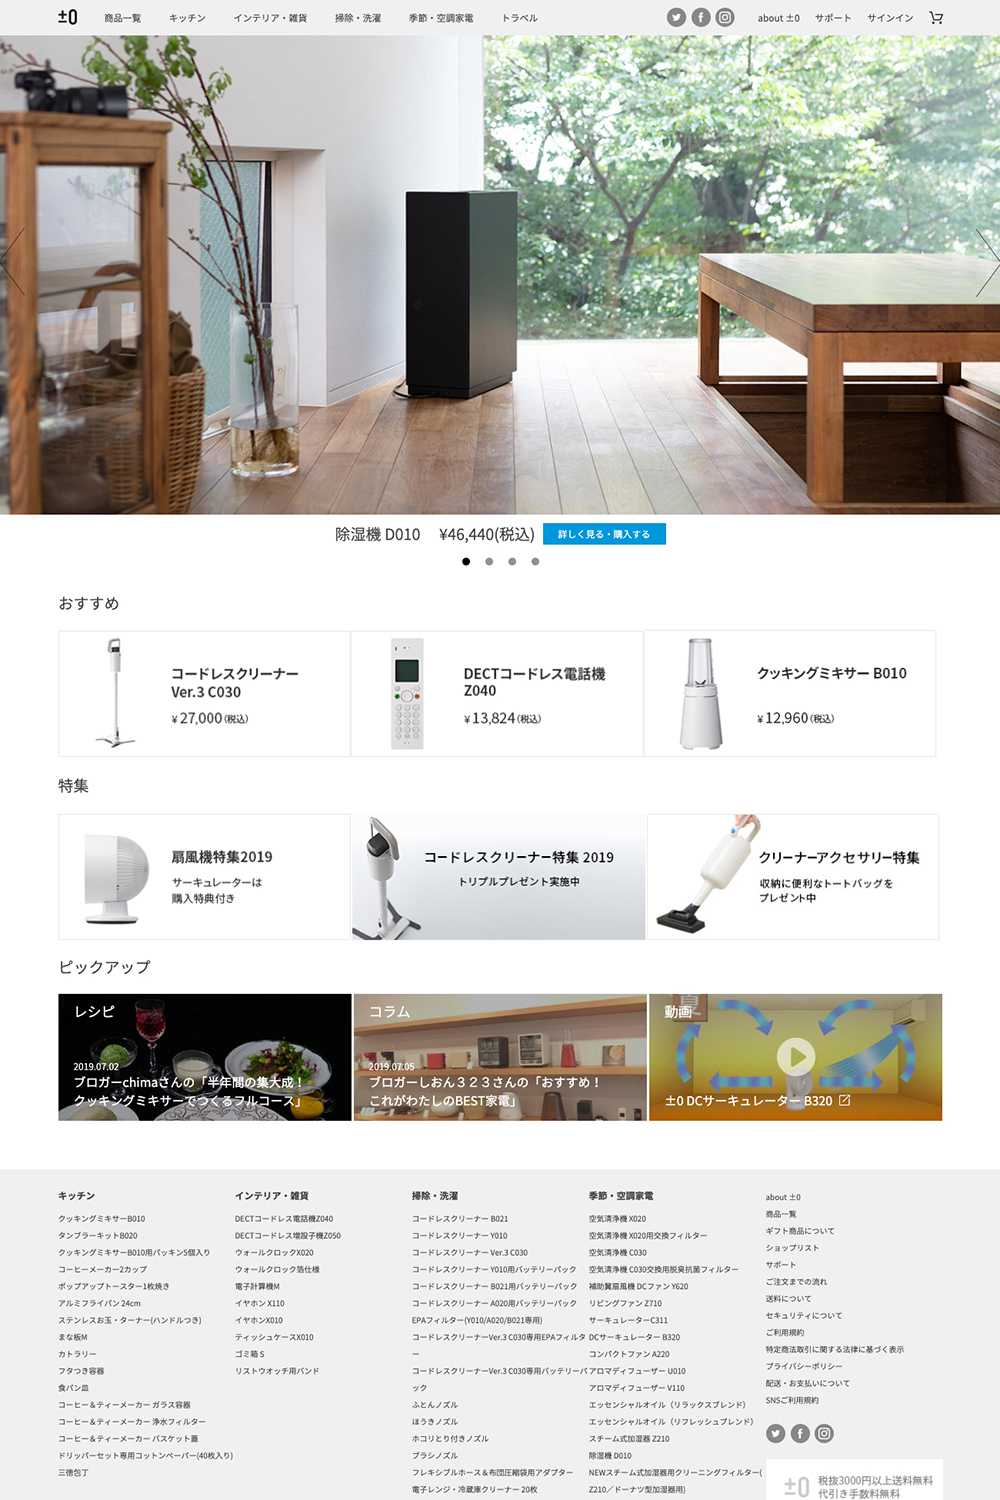 ±0 商品一覧 キッチン インテリア・雑貨 掃除・洗濯 季節・空調家電 トラベル about ±0 サポート サインイン
除湿機 D010 ¥46,440(税込) 詳しく見る・購入する
おすすめ
コードレスクリーナー
Ver.3 C030
¥27,000(税込)
DECTコードレス電話機
Z040
¥13,824(税込)
クッキングミキサー B010
¥12,960(税込)
特集
扇風機特集2019
サーキュレーターは
購入特典付き
コードレスクリーナー特集 2019
トリプルプレゼント実施中
クリーナーアクセサリー特集
収納に便利なトートバッグを
プレゼント中
ピックアップ
レシピ
2019.07.02
ブロガーchimaさんの「半年間の集大成！
クッキングミキサーでつくるフルコース」
コラム
2019.07.05
ブロガーしおん３２３さんの「おすすめ！
これがわたしのBEST家電」
動画
±0 DCサーキュレーター B320
キッチン
クッキングミキサーB010
タンブラーキットB020
クッキングミキサーB010用パッキン5個入り
コーヒーメーカー2カップ
ポップアップトースター1枚焼き
アルミフライパン 24cm
ステンレスお玉・ターナー(ハンドルつき)
まな板M
カトラリー
フタつき容器
食パン皿
コーヒー＆ティーメーカー ガラス容器
コーヒー＆ティーメーカー 浄水フィルター
コーヒー＆ティーメーカー バスケット蓋
ドリッパーセット専用コットンペーパー(40枚入り)
三徳包丁
インテリア・雑貨
DECTコードレス電話機Z040
DECTコードレス増設子機Z050
ウォールクロックX020
ウォールクロック箔仕様
電子計算機M
イヤホン X110
イヤホンX010
ティッシュケースX010
ゴミ箱 S
リストウオッチ用バンド
掃除・洗濯
コードレスクリーナー B021
コードレスクリーナー Y010
コードレスクリーナー Ver.3 C030
コードレスクリーナー Y010用バッテリーパック
コードレスクリーナー B021用バッテリーパック
コードレスクリーナー A020用バッテリーパック
EPAフィルター(Y010/A020/B021専用)
コードレスクリーナーVer.3 C030専用EPAフィルタ
ー
コードレスクリーナーVer.3 C030専用バッテリーパ
ック
ふとんノズル
ほうきノズル
ホコリとり付きノズル
ブラシノズル
フレキシブルホース＆布団圧縮袋用アダプター
電子レンジ・冷蔵庫クリーナー 20枚
季節・空調家電
空気清浄機 X020
空気清浄機 X020用交換フィルター
空気清浄機 C030
空気清浄機 C030交換用脱臭抗菌フィルター
補助翼扇風機 DCファン Y620
リビングファン Z710
サーキュレーターC311
DCサーキュレーター B320
コンパクトファン A220
アロマディフューザー U010
アロマディフューザー V110
エッセンシャルオイル（リラックスブレンド）
エッセンシャルオイル（リフレッシュブレンド）
スチーム式加湿器 Z210
除湿機 D010
NEWスチーム式加湿器用クリーニングフィルター(
Z210／ドーナツ型加湿器用)
about ±0
商品一覧
ギフト商品について
ショップリスト
サポート
ご注文までの流れ
送料について
セキュリティについて
ご利用規約
特定商法取引に関する法律に基づく表示
プライバシーポリシー
配送・お支払いについて
SNSご利用規約
±0 税抜3000円以上送料無料
代引き手数料無料